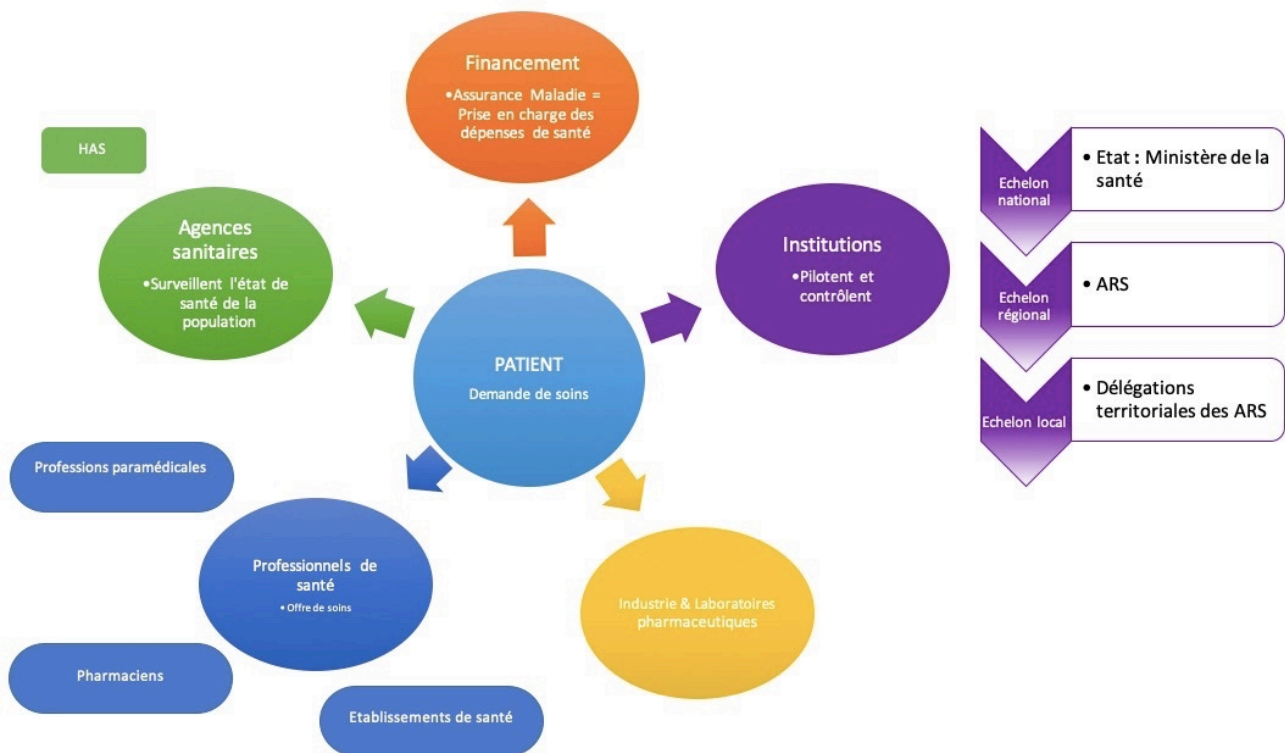 Financement
•Assurance Maladie =
Prise en charge des
dépenses de santé
HAS
Agences
sanitaires
•Surveillent l'état de
santé de la
population
Institutions
•Pilotent et
contrôlent
PATIENT
Demande de soins
Echelon
national
• Etat : Ministère de la
santé
Echelon
régional
• ARS
Echelon local
• Délégations
territoriales des ARS
Professions paramédicales
Professionnels de
santé
• Offre de soins
Industrie & Laboratoires
pharmaceutiques
Pharmaciens
Etablissements de santé